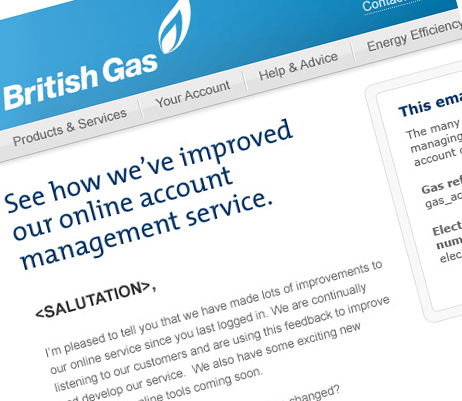 Contac
British Gas
Products & Services
Your Account
Help & Advice
Energy Efficiency
See how we've improved
our online account
management service.
<SALUTATION>,
I'm pleased to tell you that we have made lots of improvements to
our online service since you last logged in. We are continually
listening to our customers and are using this feedback to improve
develop our service. We also have some exciting new
tools coming soon.
changed?
This ema
The many
managing
account
Gas ref
gas_ac
Elect
num
elec